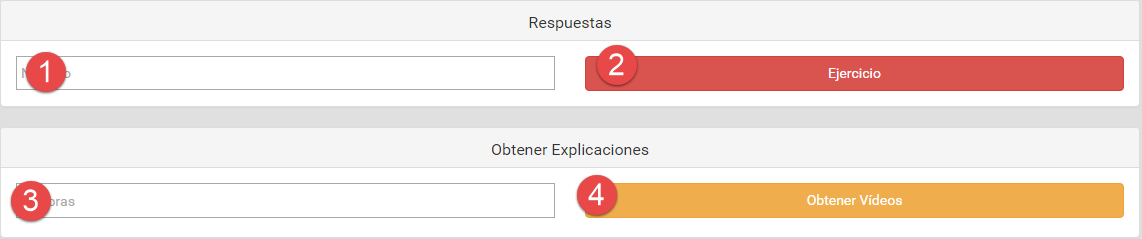 Respuestas
1
2
Ejercicio
Obtener Explicaciones
3
4
Obtener Vídeos